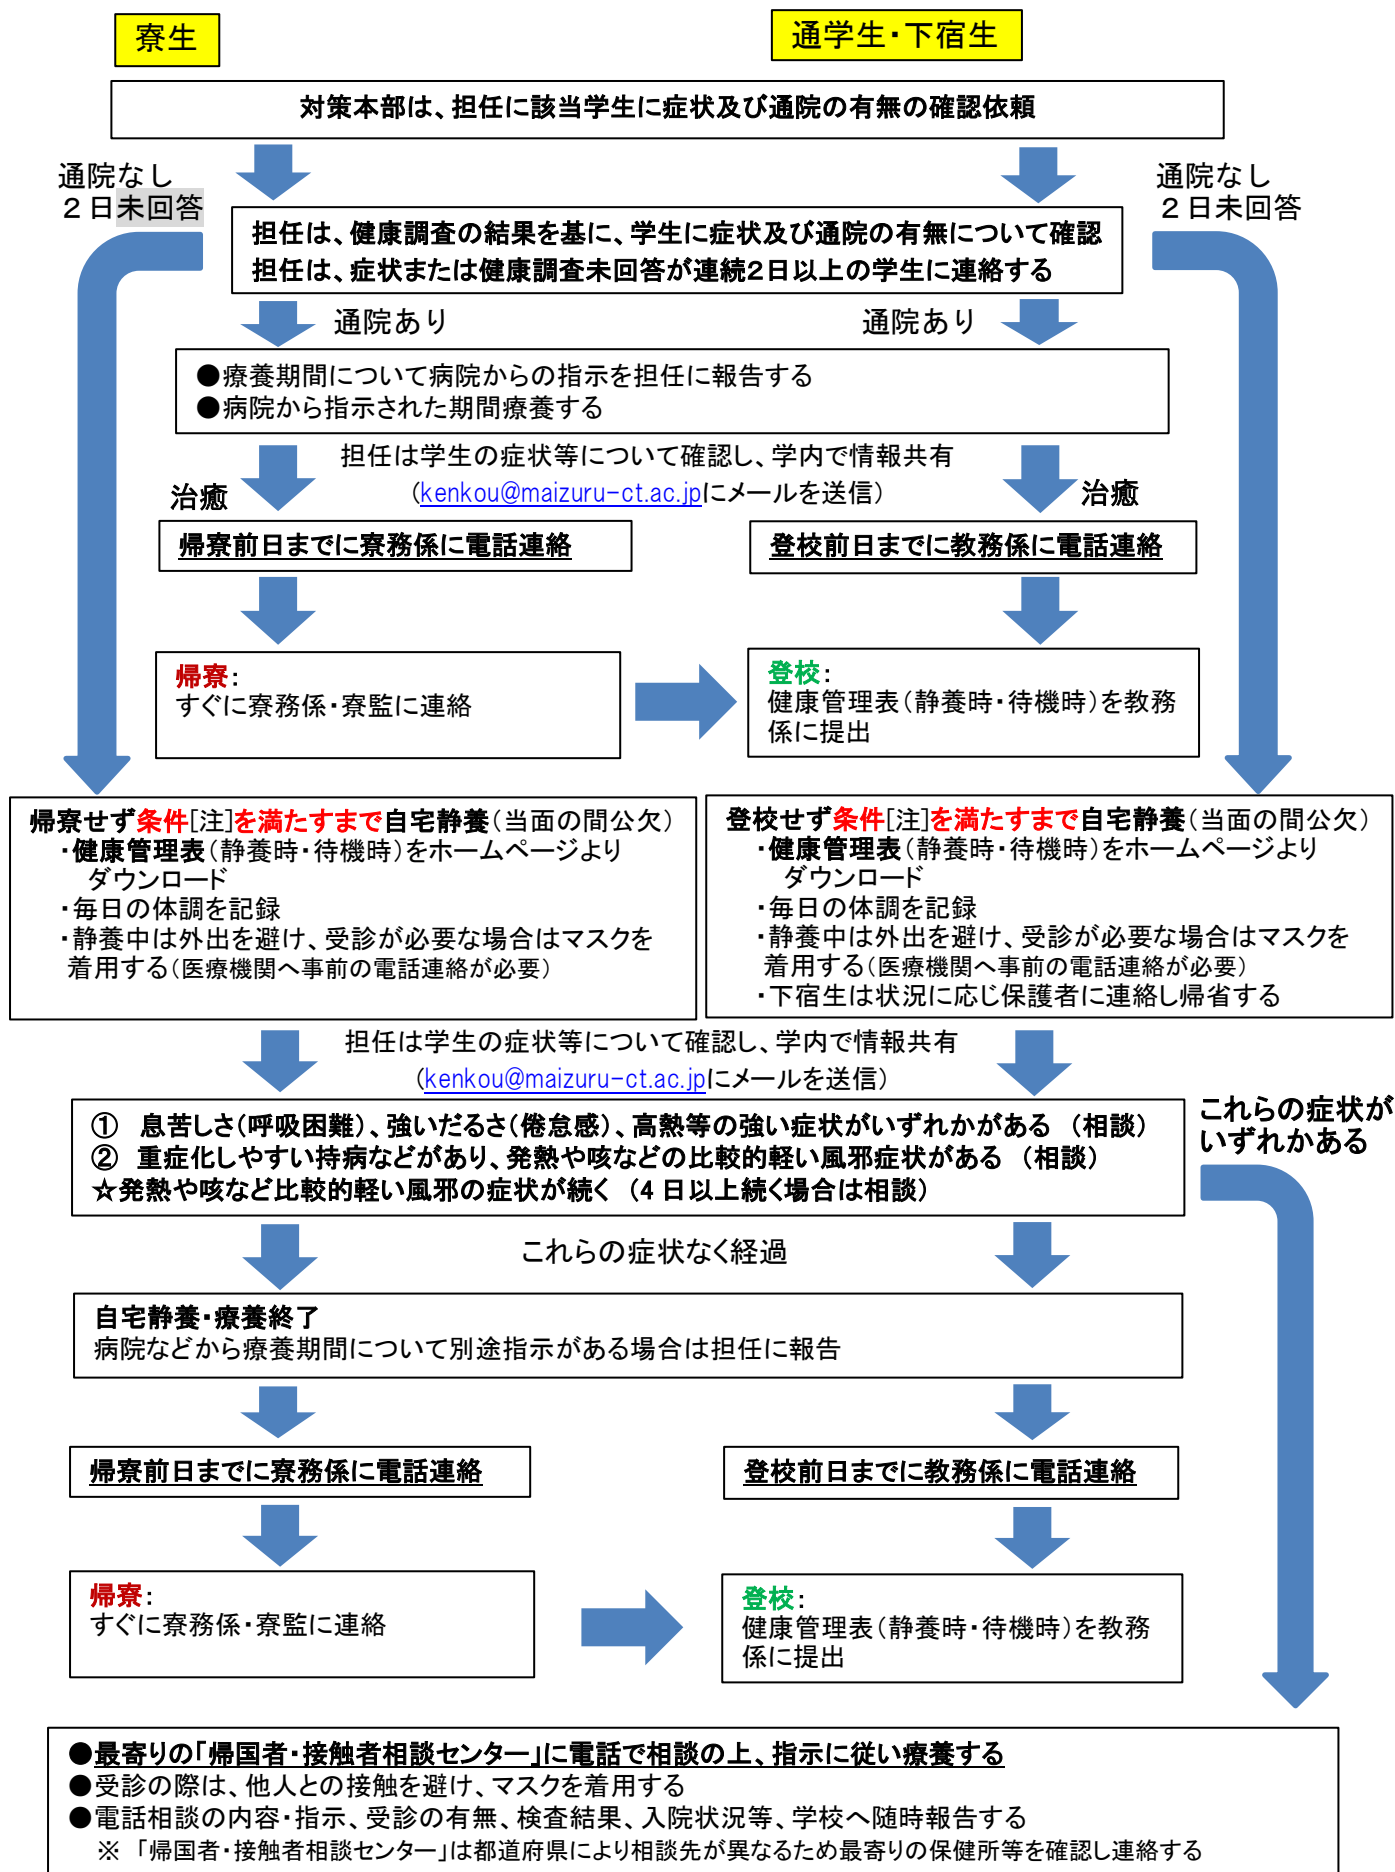 寮生
通学生・下宿生
対策本部は、担任に該当学生に症状及び通院の有無の確認依頼
通院なし
２日未回答
通院なし
２日未回答
担任は、健康調査の結果を基に、学生に症状及び通院の有無について確認
担任は、症状または健康調査未回答が連続2日以上の学生に連絡する
通院あり
通院あり
●療養期間について病院からの指示を担任に報告する
●病院から指示された期間療養する
担任は学生の症状等について確認し、学内で情報共有
(kenkou@maizuru-ct.ac.jpにメールを送信)
治癒
治癒
帰寮前日までに寮務係に電話連絡
登校前日までに教務係に電話連絡
帰寮:
すぐに寮務係・寮監に連絡
登校:
健康管理表(静養時・待機時)を教務
係に提出
帰寮せず条件[注]を満たすまで自宅静養(当面の間公欠)
・健康管理表(静養時・待機時)をホームページより
ダウンロード
・毎日の体調を記録
・静養中は外出を避け、受診が必要な場合はマスクを
着用する(医療機関へ事前の電話連絡が必要)
登校せず条件[注]を満たすまで自宅静養(当面の間公欠)
・健康管理表(静養時・待機時)をホームページより
ダウンロード
・毎日の体調を記録
・静養中は外出を避け、受診が必要な場合はマスクを
着用する(医療機関へ事前の電話連絡が必要)
・下宿生は状況に応じ保護者に連絡し帰省する
担任は学生の症状等について確認し、学内で情報共有
(kenkou@maizuru-ct.ac.jpにメールを送信)
① 息苦しさ(呼吸困難)、強いだるさ(倦怠感)、高熱等の強い症状がいずれかがある (相談)
② 重症化しやすい持病などがあり、発熱や咳などの比較的軽い風邪症状がある (相談)
☆発熱や咳など比較的軽い風邪の症状が続く (4 日以上続く場合は相談)
これらの症状が
いずれかある
これらの症状なく経過
自宅静養・療養終了
病院などから療養期間について別途指示がある場合は担任に報告
帰寮前日までに寮務係に電話連絡
登校前日までに教務係に電話連絡
帰寮:
すぐに寮務係・寮監に連絡
登校:
健康管理表(静養時・待機時)を教務
係に提出
●最寄りの「帰国者・接触者相談センター」に電話で相談の上、指示に従い療養する
●受診の際は、他人との接触を避け、マスクを着用する
●電話相談の内容・指示、受診の有無、検査結果、入院状況等、学校へ随時報告する
※ 「帰国者・接触者相談センター」は都道府県により相談先が異なるため最寄りの保健所等を確認し連絡する